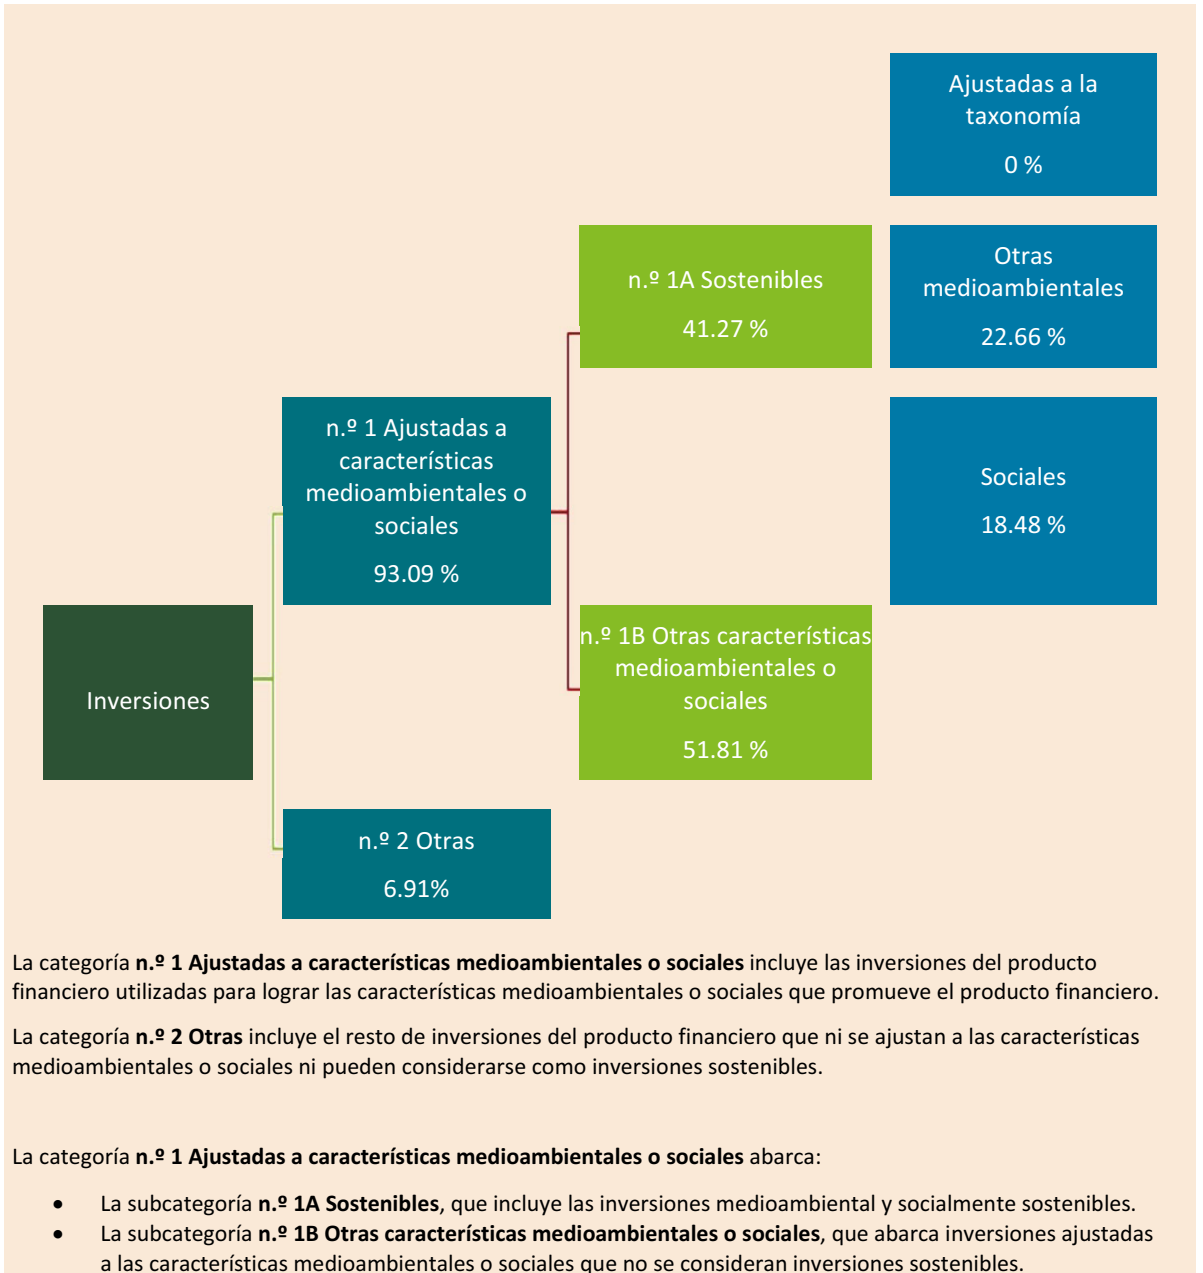 Ajustadas a la
taxonomía
0 %
n.º 1A Sostenibles
41.27 %
Otras
medioambientales
22.66 %
n.º 1 Ajustadas a
características
medioambientales o
sociales
93.09 %
Sociales
18.48 %
Inversiones
n.º 1B Otras características
medioambientales o
sociales
51.81 %
n.º 2 Otras
6.91%
La categoría n.º 1 Ajustadas a características medioambientales o sociales incluye las inversiones del producto
financiero utilizadas para lograr las características medioambientales o sociales que promueve el producto financiero.
La categoría n.º 2 Otras incluye el resto de inversiones del producto financiero que ni se ajustan a las características
medioambientales o sociales ni pueden considerarse como inversiones sostenibles.
La categoría n.º 1 Ajustadas a características medioambientales o sociales abarca:
• La subcategoría n.º 1A Sostenibles, que incluye las inversiones medioambiental y socialmente sostenibles.
• La subcategoría n.º 1B Otras características medioambientales o sociales, que abarca inversiones ajustadas
a las características medioambientales o sociales que no se consideran inversiones sostenibles.